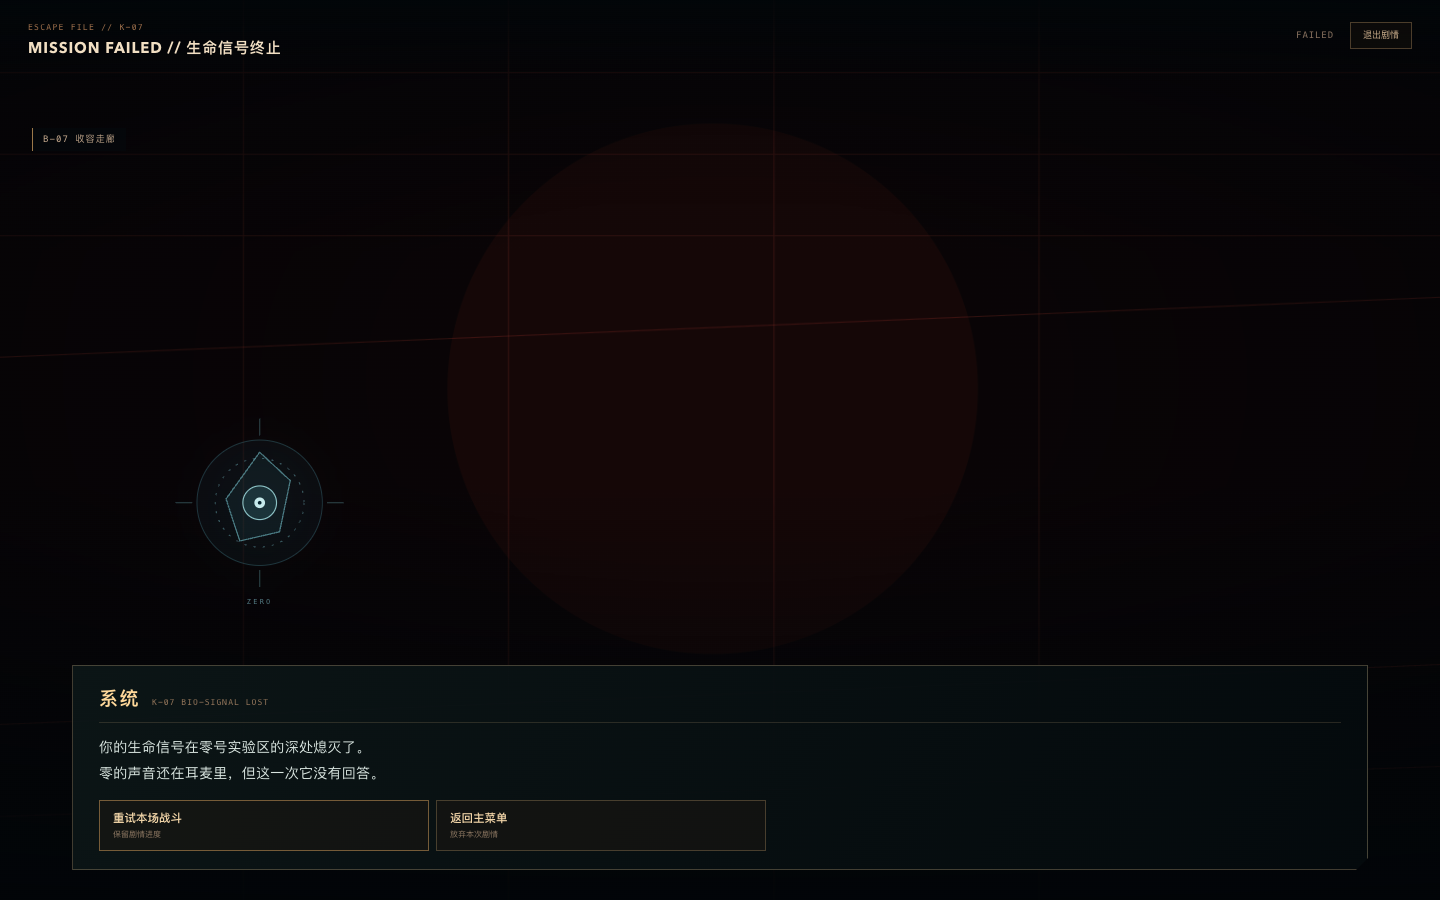 ESCAPE FILE // K-07
MISSION FAILED // 生命信号终止
FAILED
退出剧情
B-07 收容走廊
ZERO
系统 K-07 BIO-SIGNAL LOST
你的生命信号在零号实验区的深处熄灭了。
零的声音还在耳麦里，但这一次它没有回答。
重试本场战斗
保留剧情进度
返回主菜单
放弃本次剧情